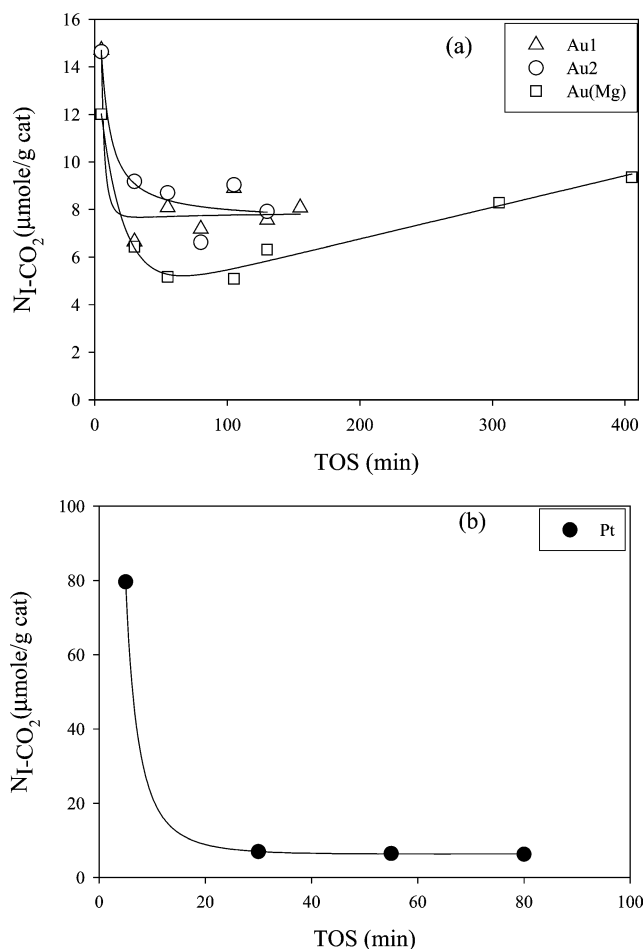 (a)
Au1
Au2
Au(Mg)
16
14
12
10
8
6
4
2
0
N_I-CO₂(μmole/g cat)
0 100 200 300 400
TOS (min)
(b)
Pt
100
80
60
40
20
0
N_I-CO₂(μmole/g cat)
0 20 40 60 80 100
TOS (min)